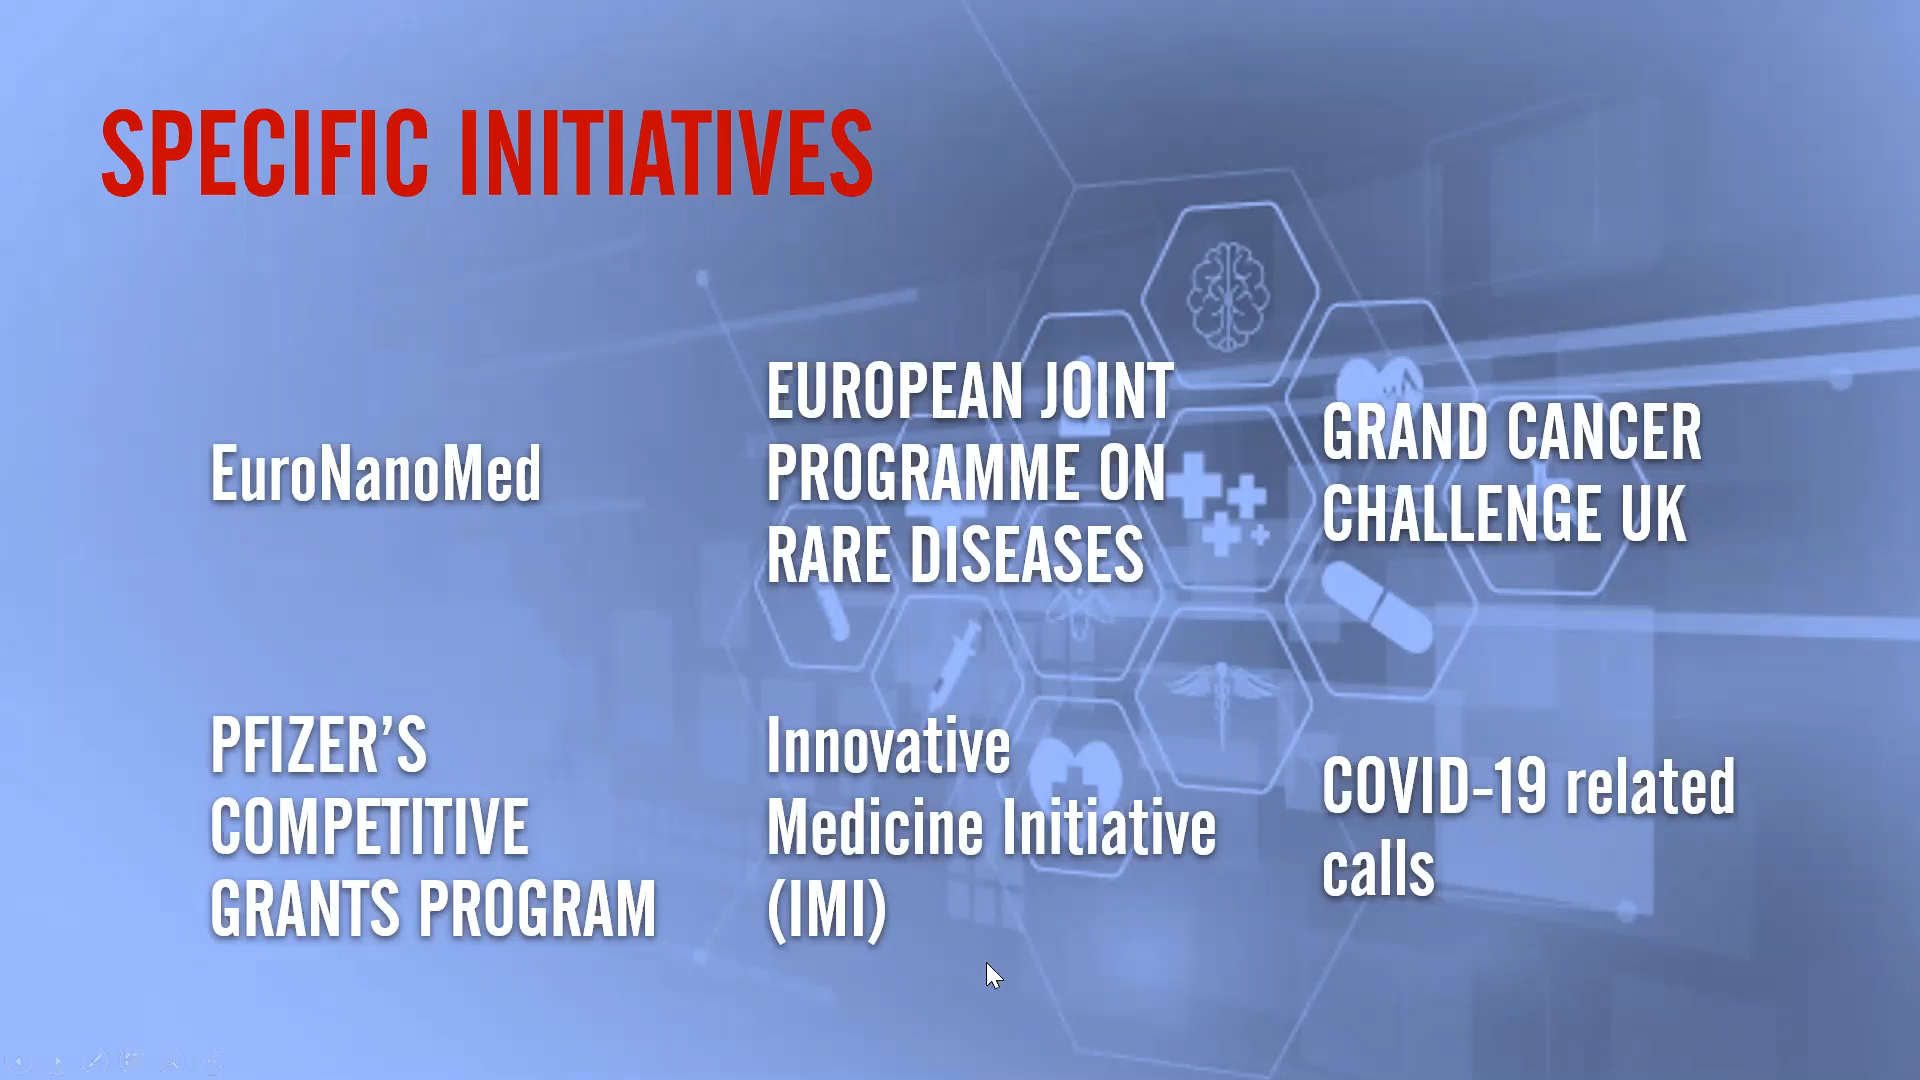 SPECIFIC INITIATIVES
EuroNanoMed
EUROPEAN JOINT
PROGRAMME ON
RARE DISEASES
GRAND CANCER
CHALLENGE UK
PFIZER’S
COMPETITIVE
GRANTS PROGRAM
Innovative
Medicine Initiative
(IMI)
COVID-19 related
calls